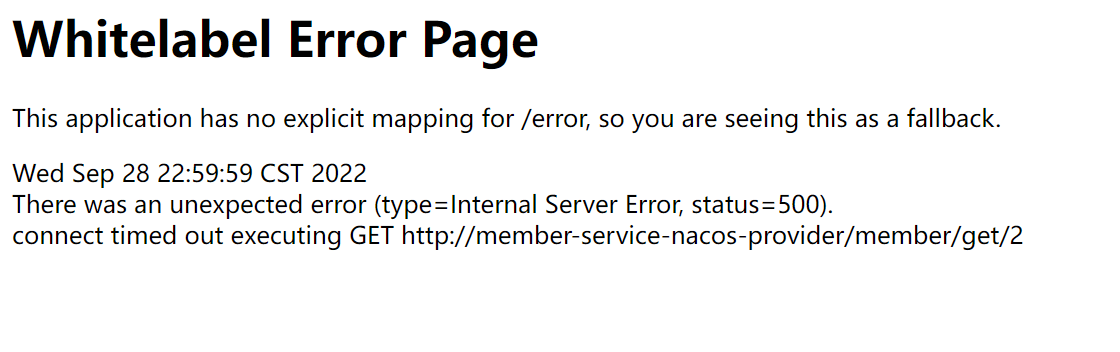 Whitelabel Error Page
This application has no explicit mapping for /error, so you are seeing this as a fallback.
Wed Sep 28 22:59:59 CST 2022
There was an unexpected error (type=Internal Server Error, status=500).
connect timed out executing GET http://member-service-nacos-provider/member/get/2